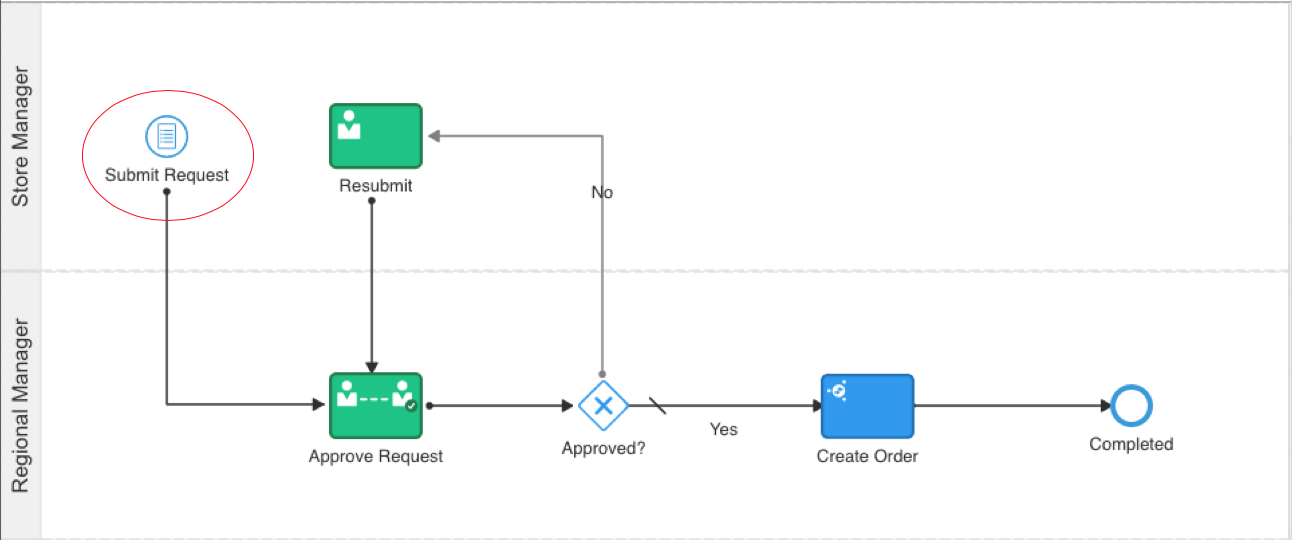 Store Manager
Submit Request
Resubmit
No
Regional Manager
Approve Request
Approved?
Yes
Create Order
Completed